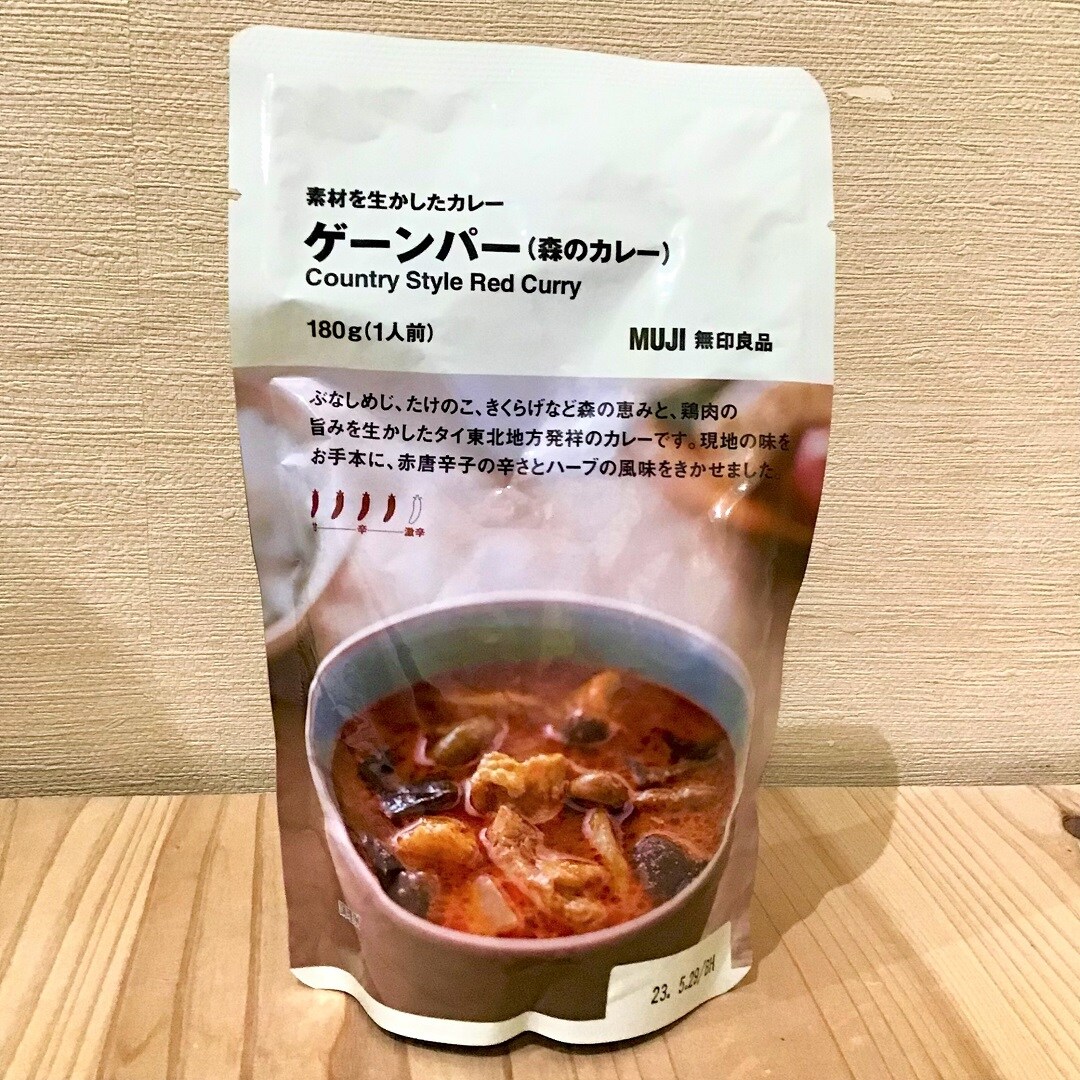 素材を生かしたカレー
ゲーンパー(森のカレー)
Country Style Red Curry
180g(1人前)
MUJI 無印良品
ぶなしめじ、たけのこ、きくらげなど森の恵みと、鶏肉の
旨みを生かしたタイ東北地方発祥のカレーです。現地の味を
お手本に、赤唐辛子の辛さとハーブの風味をきかせました。
辛 激辛
23. 5.29/BH